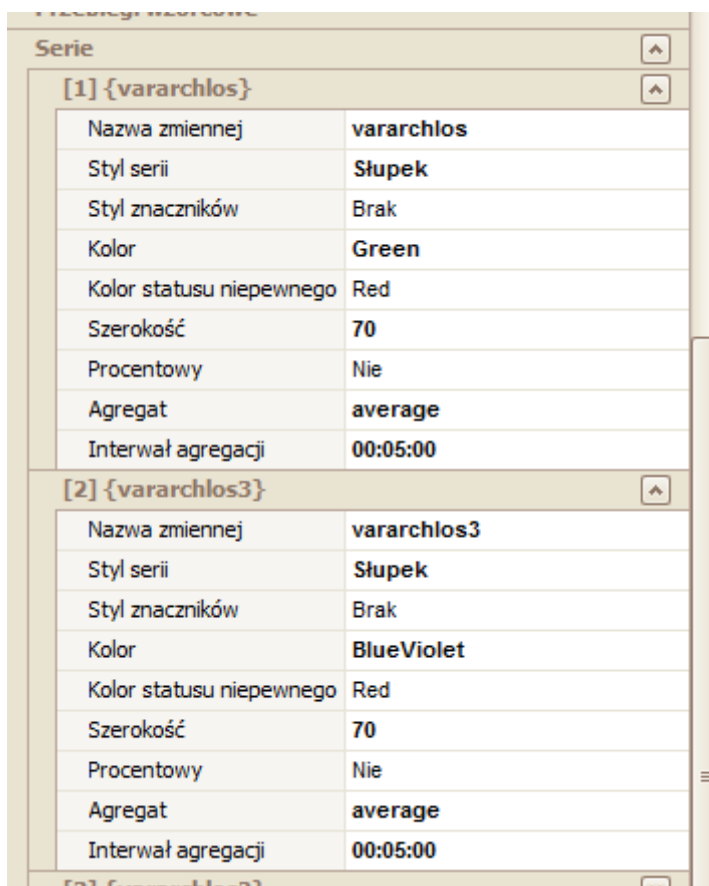 Przebiegi wzorcowe
Serie
[1] {vararchlos}
Nazwa zmiennej vararchlos
Styl serii Słupek
Styl znaczników Brak
Kolor Green
Kolor statusu niepewnego Red
Szerokość 70
Procentowy Nie
Agregat average
Interwał agregacji 00:05:00
[2] {vararchlos3}
Nazwa zmiennej vararchlos3
Styl serii Słupek
Styl znaczników Brak
Kolor BlueViolet
Kolor statusu niepewnego Red
Szerokość 70
Procentowy Nie
Agregat average
Interwał agregacji 00:05:00